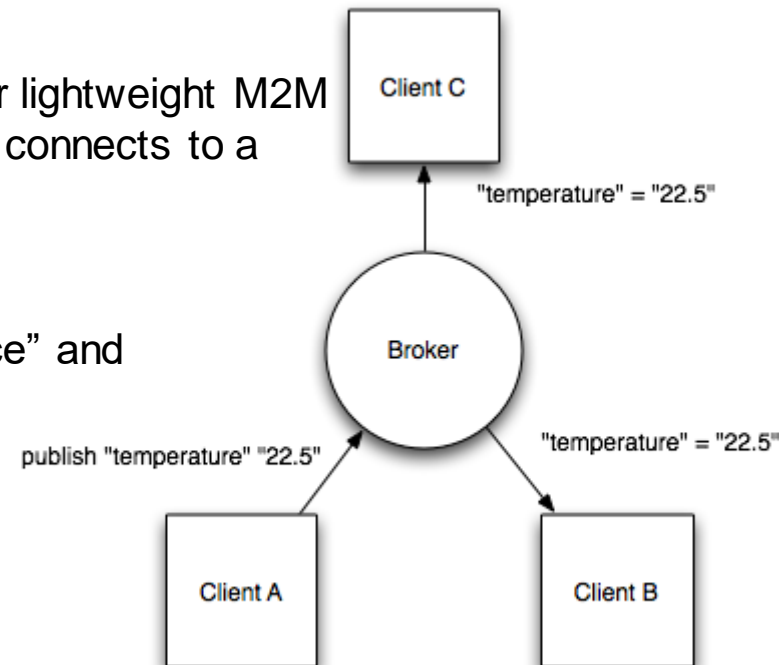 r lightweight M2M
connects to a
ce” and
Client C
"temperature" = "22.5"
Broker
publish "temperature" "22.5"
"temperature" = "22.5"
Client A
Client B